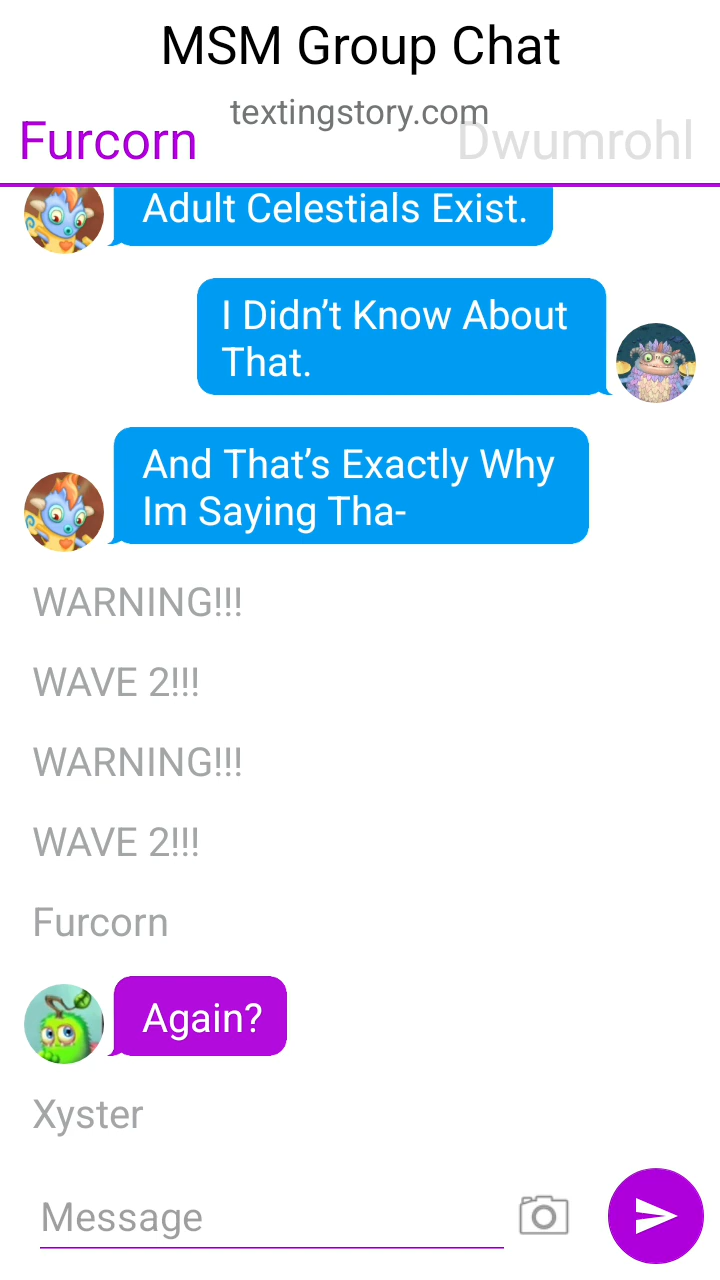 MSM Group Chat
textingstory.com
Furcorn
Dwumrohl
Adult Celestials Exist.
I Didn’t Know About
That.
And That’s Exactly Why
Im Saying Tha-
WARNING!!!
WAVE 2!!!
WARNING!!!
WAVE 2!!!
Furcorn
Again?
Xyster
Message